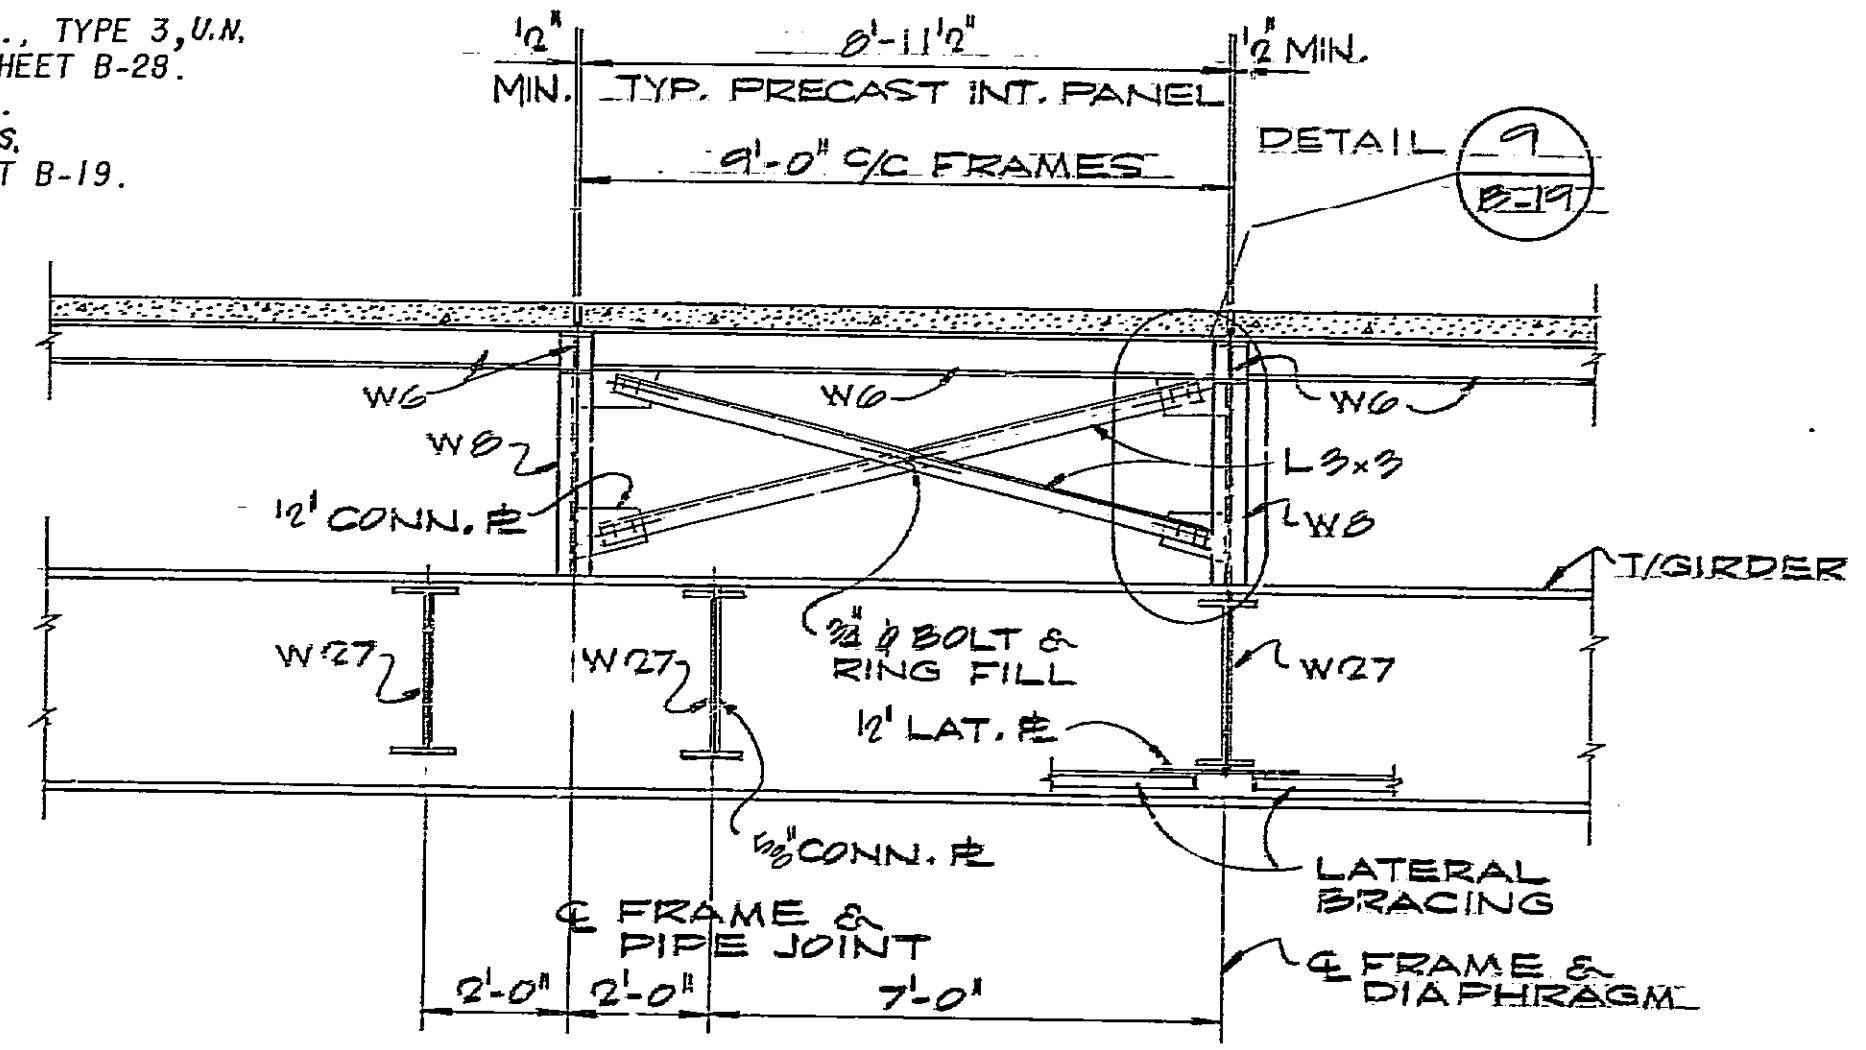 ., TYPE 3, U.N.
HEET B-28.
.
S.
T B-19.
1/2" MIN.
8'-11 1/2"
1/2" MIN.
TYP. PRECAST INT. PANEL
9'-0" C/C FRAMES
DETAIL 9
B-19
W6
W6
W6
W8
L 3x3
1/2" CONN. PL
W8
T/GIRDER
3/4" φ BOLT &
RING FILL
W27
W27
W27
1/2" LAT. PL
5/8" CONN. PL
LATERAL
BRACING
CL FRAME &
PIPE JOINT
CL FRAME &
DIAPHRAGM
2'-0"
2'-0"
7'-0"